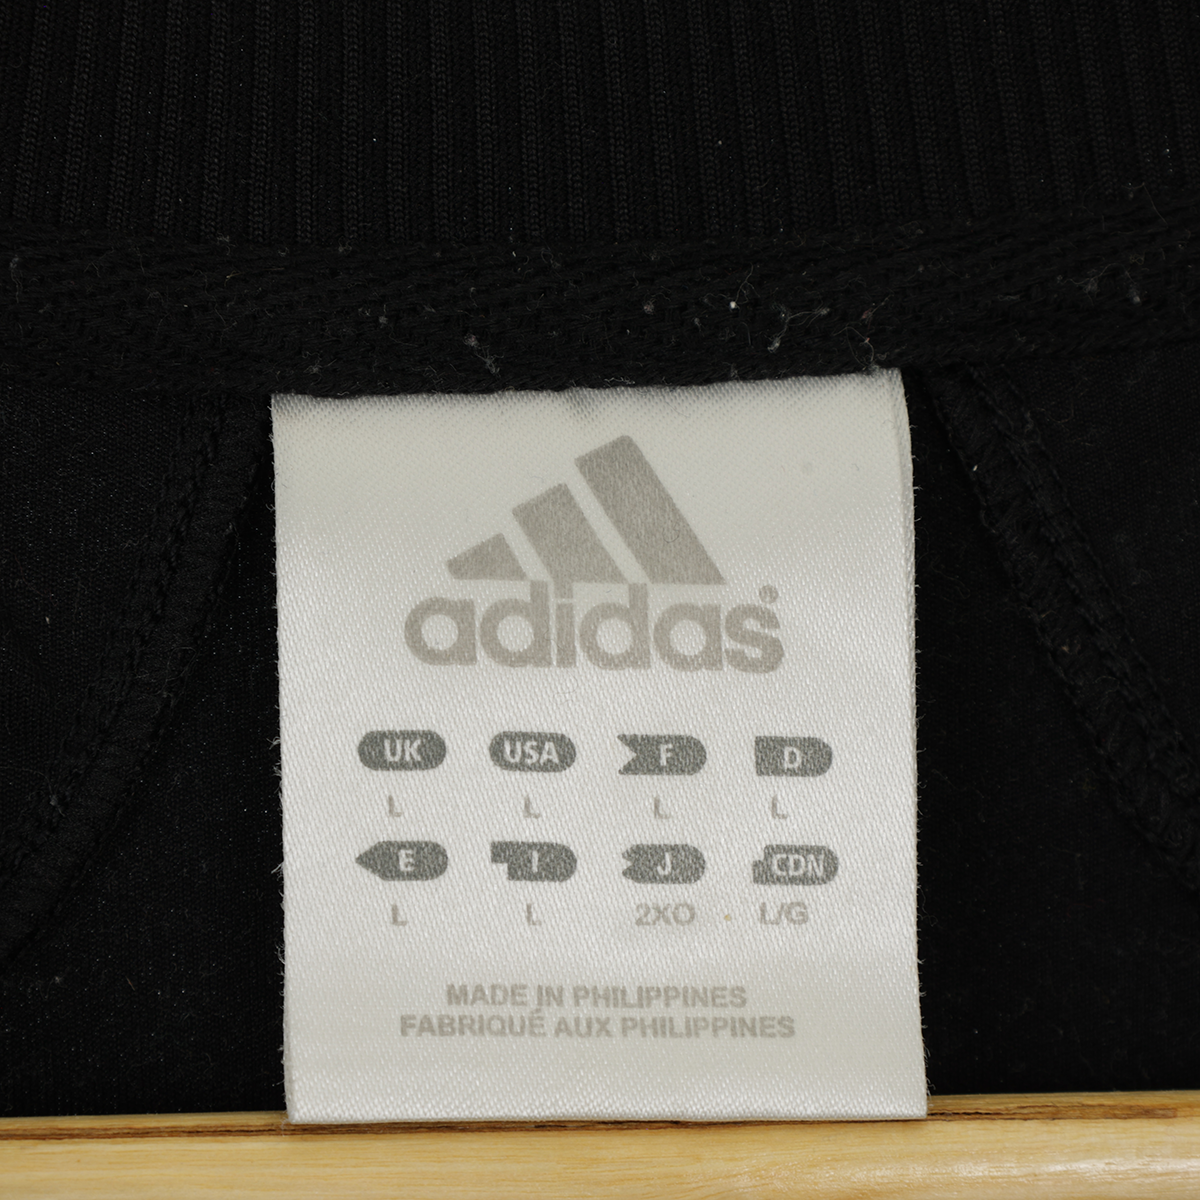 adidas®
UK USA F D
L L L L
E I J CDN
L L 2XO L/G
MADE IN PHILIPPINES
FABRIQUÉ AUX PHILIPPINES